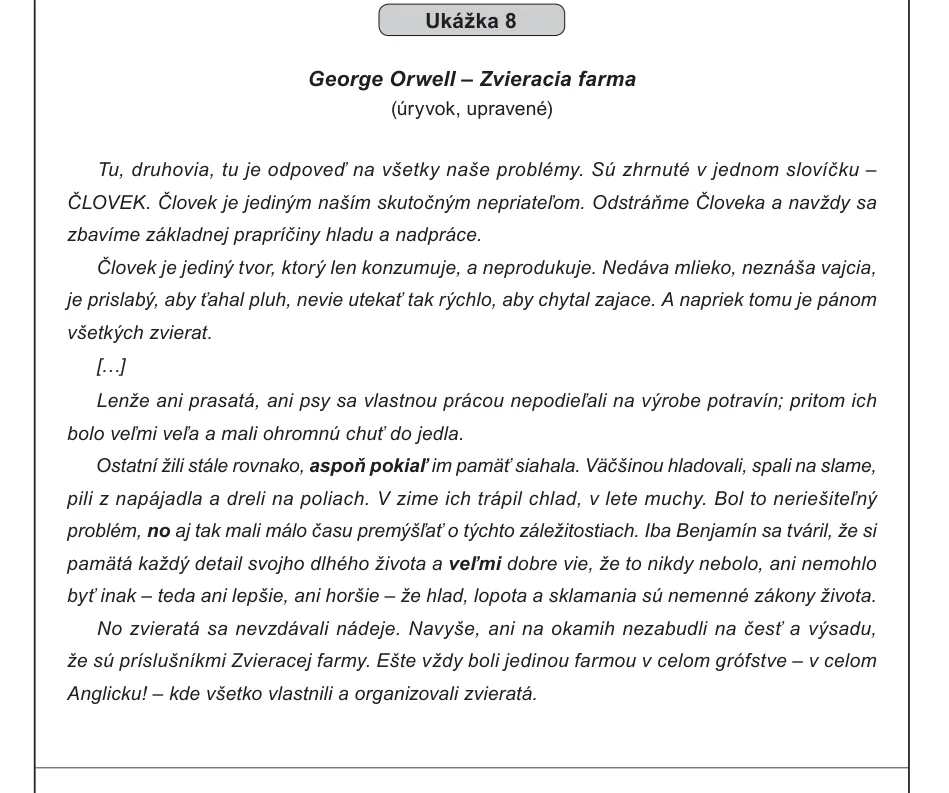 Ukážka 8
George Orwell – Zvieracia farma
(úryvok, upravené)
Tu, druhovia, tu je odpoveď na všetky naše problémy. Sú zhrnuté v jednom slovíčku –
ČLOVEK. Človek je jediným naším skutočným nepriateľom. Odstráňme Človeka a navždy sa
zbavíme základnej prapríčiny hladu a nadpráce.
Človek je jediný tvor, ktorý len konzumuje, a neprodukuje. Nedáva mlieko, neznáša vajcia,
je prislabý, aby ťahal pluh, nevie utekať tak rýchlo, aby chytal zajace. A napriek tomu je pánom
všetkých zvierat.
[…]
Lenže ani prasatá, ani psy sa vlastnou prácou nepodieľali na výrobe potravín; pritom ich
bolo veľmi veľa a mali ohromnú chuť do jedla.
Ostatní žili stále rovnako, aspoň pokiaľ im pamäť siahala. Väčšinou hladovali, spali na slame,
pili z napájadla a dreli na poliach. V zime ich trápil chlad, v lete muchy. Bol to neriešiteľný
problém, no aj tak mali málo času premýšľať o týchto záležitostiach. Iba Benjamín sa tváril, že si
pamätá každý detail svojho dlhého života a veľmi dobre vie, že to nikdy nebolo, ani nemohlo
byť inak – teda ani lepšie, ani horšie – že hlad, lopota a sklamania sú nemenné zákony života.
No zvieratá sa nevzdávali nádeje. Navyše, ani na okamih nezabudli na česť a výsadu,
že sú príslušníkmi Zvieracej farmy. Ešte vždy boli jedinou farmou v celom grófstve – v celom
Anglicku! – kde všetko vlastnili a organizovali zvieratá.